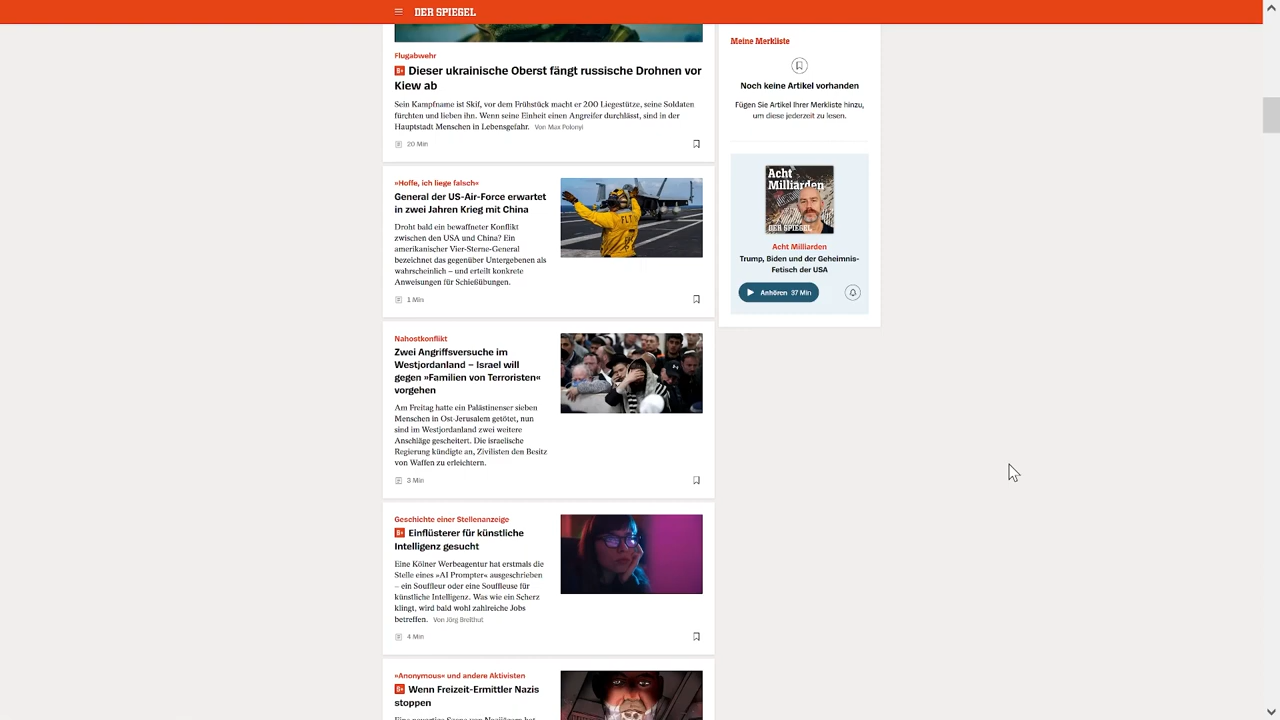 DER SPIEGEL
Flugabwehr
S+ Dieser ukrainische Oberst fängt russische Drohnen vor
Kiew ab
Sein Kampfname ist Skif, vor dem Frühstück macht er 200 Liegestütze, seine Soldaten
fürchten und lieben ihn. Wenn seine Einheit einen Angreifer durchlässt, sind in der
Hauptstadt Menschen in Lebensgefahr. Von Max Polonyi
20 Min
»Hoffe, ich liege falsch«
General der US-Air-Force erwartet
in zwei Jahren Krieg mit China
Droht bald ein bewaffneter Konflikt
zwischen den USA und China? Ein
amerikanischer Vier-Sterne-General
bezeichnet das gegenüber Untergebenen als
wahrscheinlich – und erteilt konkrete
Anweisungen für Schießübungen.
1 Min
FLT
Nahostkonflikt
Zwei Angriffsversuche im
Westjordanland – Israel will
gegen »Familien von Terroristen«
vorgehen
Am Freitag hatte ein Palästinenser sieben
Menschen in Ost-Jerusalem getötet, nun
sind im Westjordanland zwei weitere
Anschläge gescheitert. Die israelische
Regierung kündigte an, Zivilisten den Besitz
von Waffen zu erleichtern.
3 Min
Geschichte einer Stellenanzeige
S+ Einflüsterer für künstliche
Intelligenz gesucht
Eine Kölner Werbeagentur hat erstmals die
Stelle eines »AI Prompter« ausgeschrieben
– ein Souffleur oder eine Souffleuse für
künstliche Intelligenz. Was wie ein Scherz
klingt, wird bald wohl zahlreiche Jobs
betreffen. Von Jörg Breithut
4 Min
»Anonymous« und andere Aktivisten
S+ Wenn Freizeit-Ermittler Nazis
stoppen
Eine neuartige Szene von Nazijägern hat
Meine Merkliste
Noch keine Artikel vorhanden
Fügen Sie Artikel Ihrer Merkliste hinzu,
um diese jederzeit zu lesen.
Acht
Milliarden
DER SPIEGEL
Acht Milliarden
Trump, Biden und der Geheimnis-
Fetisch der USA
Anhören 37 Min